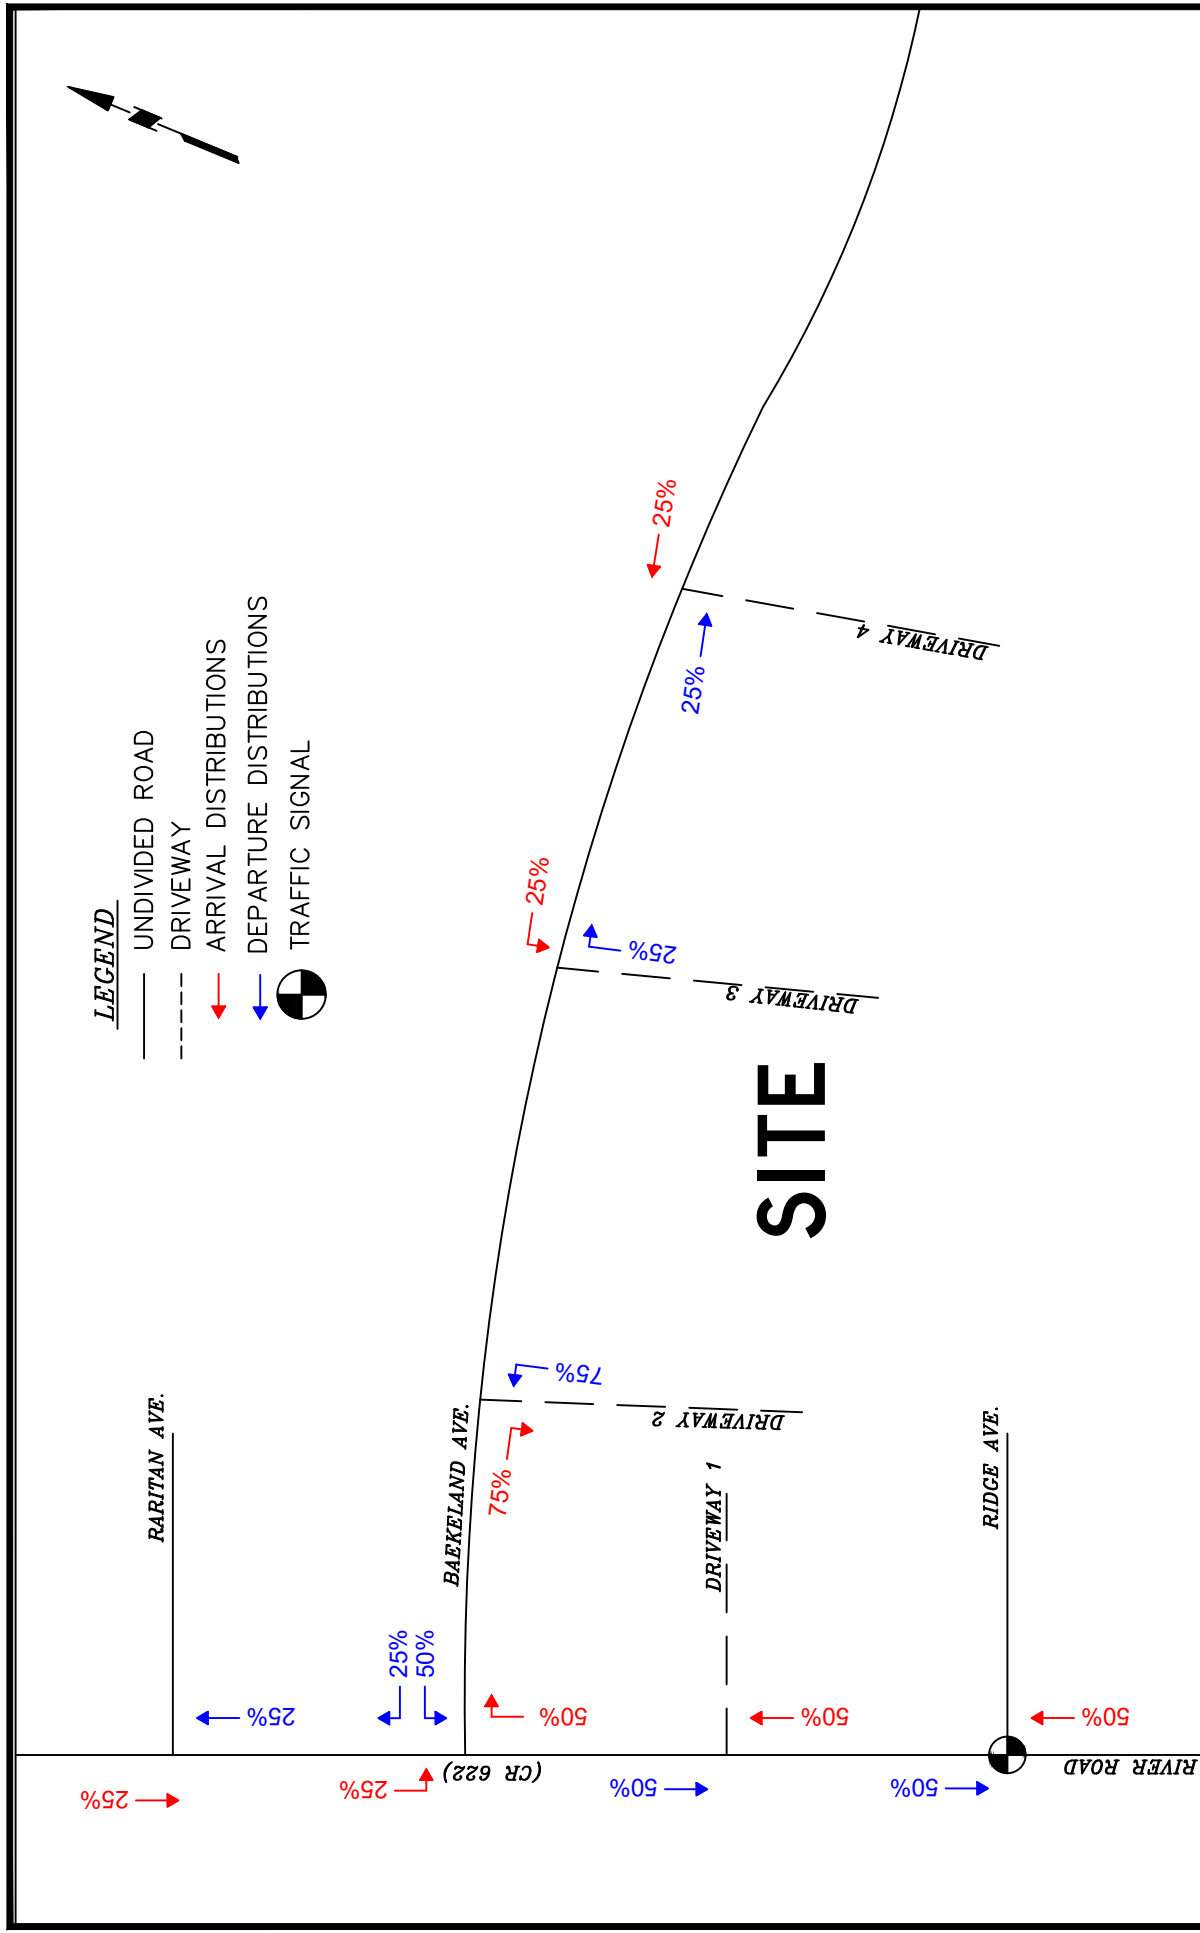 LEGEND
UNDIVIDED ROAD
DRIVEWAY
ARRIVAL DISTRIBUTIONS
DEPARTURE DISTRIBUTIONS
TRAFFIC SIGNAL
RARITAN AVE.
25%
25%
BAEKELAND AVE.
25%
50%
25%
50%
(CR 622)
75%
75%
DRIVEWAY 2
25%
25%
DRIVEWAY 3
25%
25%
DRIVEWAY 4
SITE
DRIVEWAY 1
50%
50%
RIDGE AVE.
50%
50%
RIVER ROAD